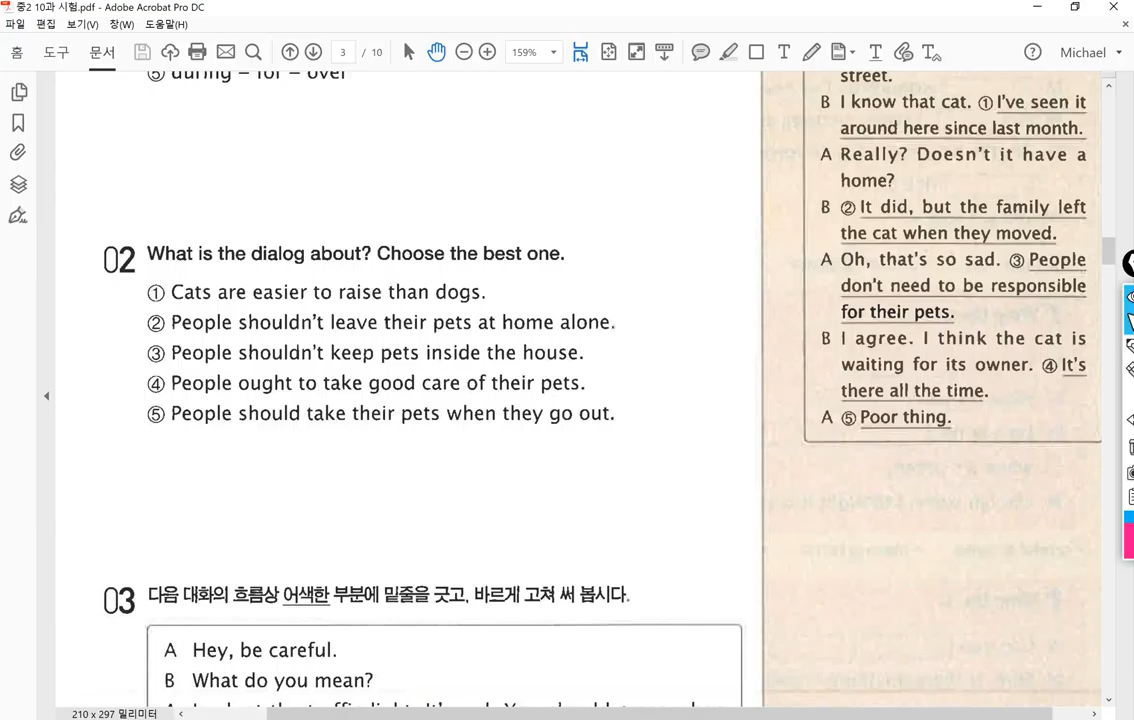 중2 10과 시험.pdf - Adobe Acrobat Pro DC
파일 편집 보기(V) 창(W) 도움말(H)
홈 도구 문서 3 / 10 159% Michael
⑤ during – for – over
02 What is the dialog about? Choose the best one.
① Cats are easier to raise than dogs.
② People shouldn't leave their pets at home alone.
③ People shouldn't keep pets inside the house.
④ People ought to take good care of their pets.
⑤ People should take their pets when they go out.
03 다음 대화의 흐름상 어색한 부분에 밑줄을 긋고, 바르게 고쳐 써 봅시다.
A Hey, be careful.
B What do you mean?
street.
B I know that cat. ① I've seen it
around here since last month.
A Really? Doesn't it have a
home?
B ② It did, but the family left
the cat when they moved.
A Oh, that's so sad. ③ People
don't need to be responsible
for their pets.
B I agree. I think the cat is
waiting for its owner. ④ It's
there all the time.
A ⑤ Poor thing.
210 x 297 밀리미터